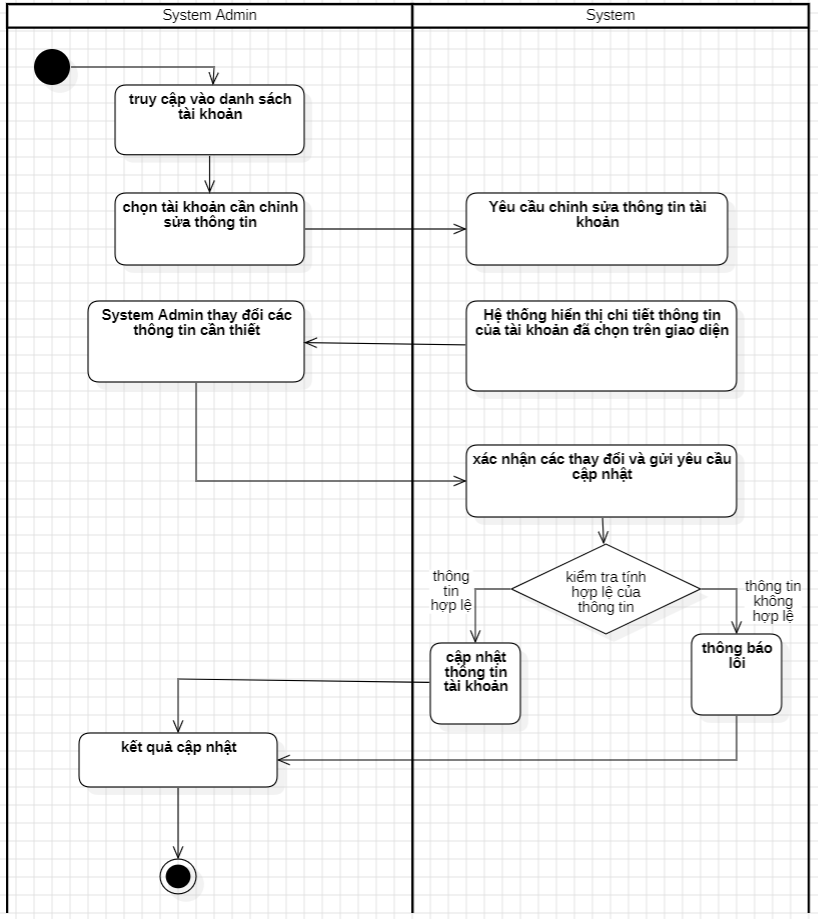 System Admin
System
truy cập vào danh sách
tài khoản
chọn tài khoản cần chỉnh
sửa thông tin
Yêu cầu chỉnh sửa thông tin tài
khoản
System Admin thay đổi các
thông tin cần thiết
Hệ thống hiển thị chi tiết thông tin
của tài khoản đã chọn trên giao diện
xác nhận các thay đổi và gửi yêu cầu
cập nhật
kiểm tra tính
hợp lệ của
thông tin
thông
tin
hợp lệ
thông tin
không
hợp lệ
cập nhật
thông tin
tài khoản
thông báo
lỗi
kết quả cập nhật